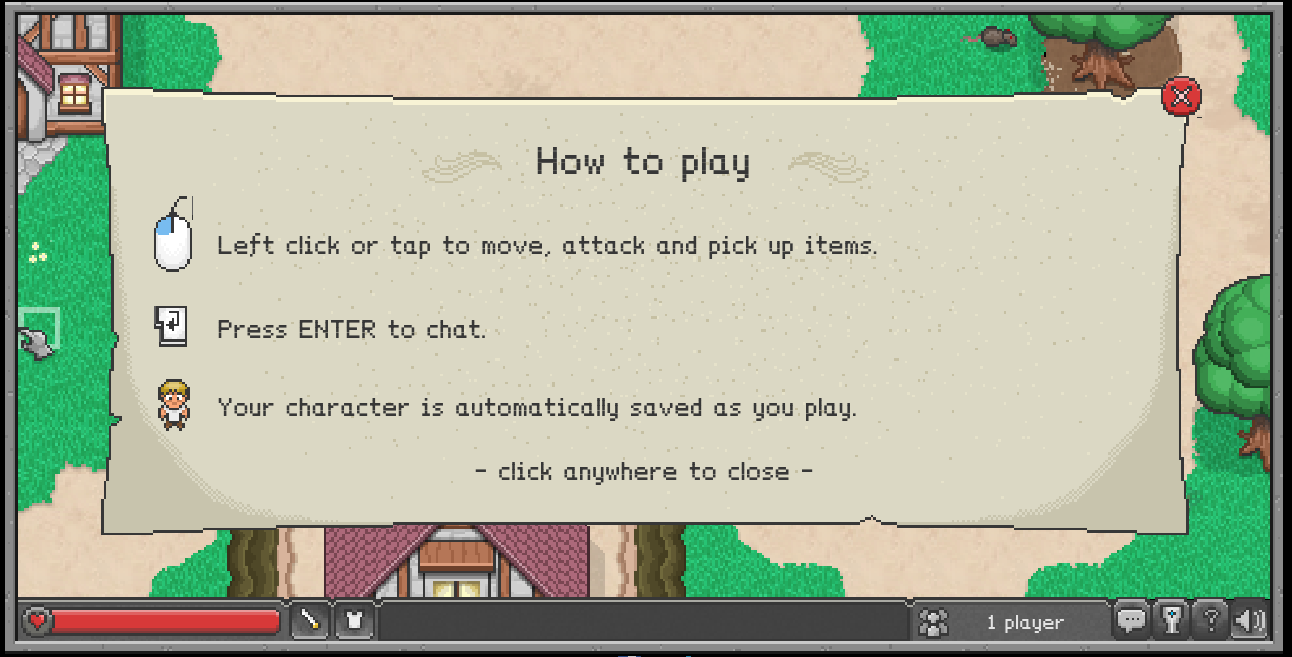 How to play
Left click or tap to move, attack and pick up items.
Press ENTER to chat.
Your character is automatically saved as you play.
- click anywhere to close -
1 player
?